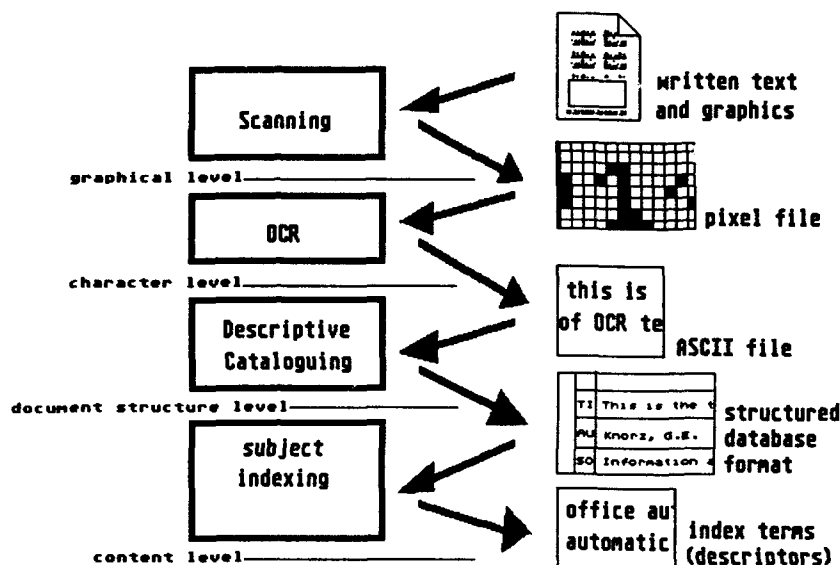 written text
and graphics
Scanning
graphical level
pixel file
OCR
character level
this is
of OCR te
ASCII file
Descriptive
Cataloguing
document structure level
TI This is the t
AU Knorz, G.E.
SO Information
structured
database
format
subject
indexing
office au
automatic
index terms
(descriptors)
content level